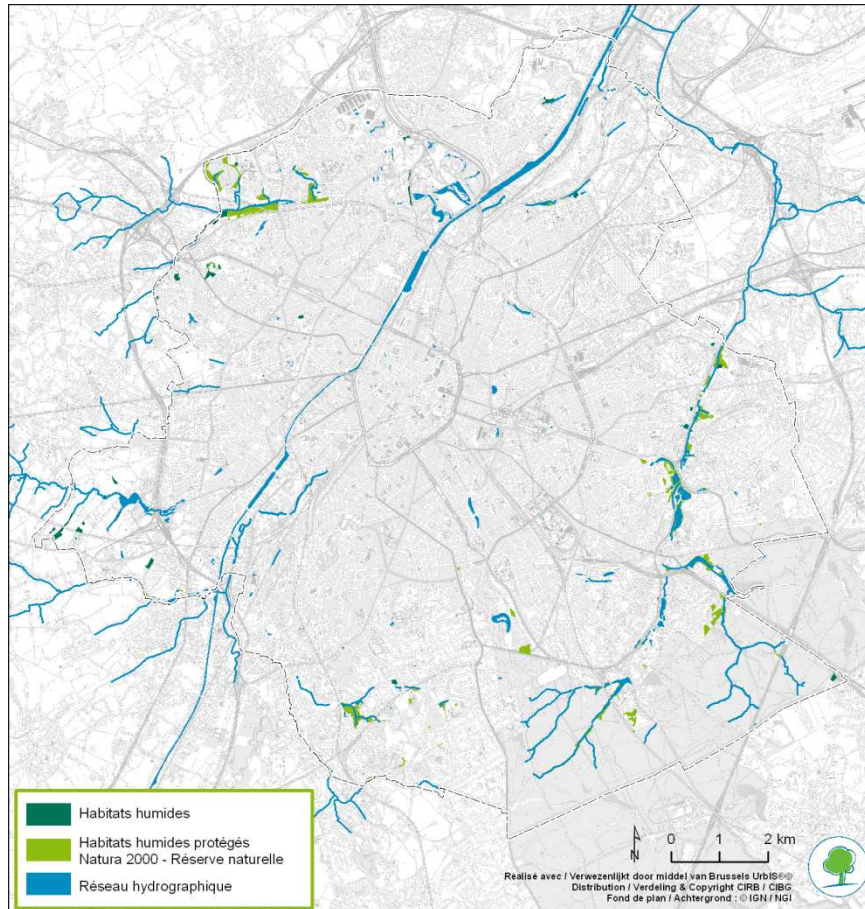 Habitats humides
Habitats humides protégés
Natura 2000 - Réserve naturelle
Réseau hydrographique
N
0 1 2 km
Réalisé avec / Verwezenlijkt door middel van Brussels UrbIS®©
Distribution / Verdeling & Copyright CIRB / CIBG
Fond de plan / Achtergrond : © IGN / NGI